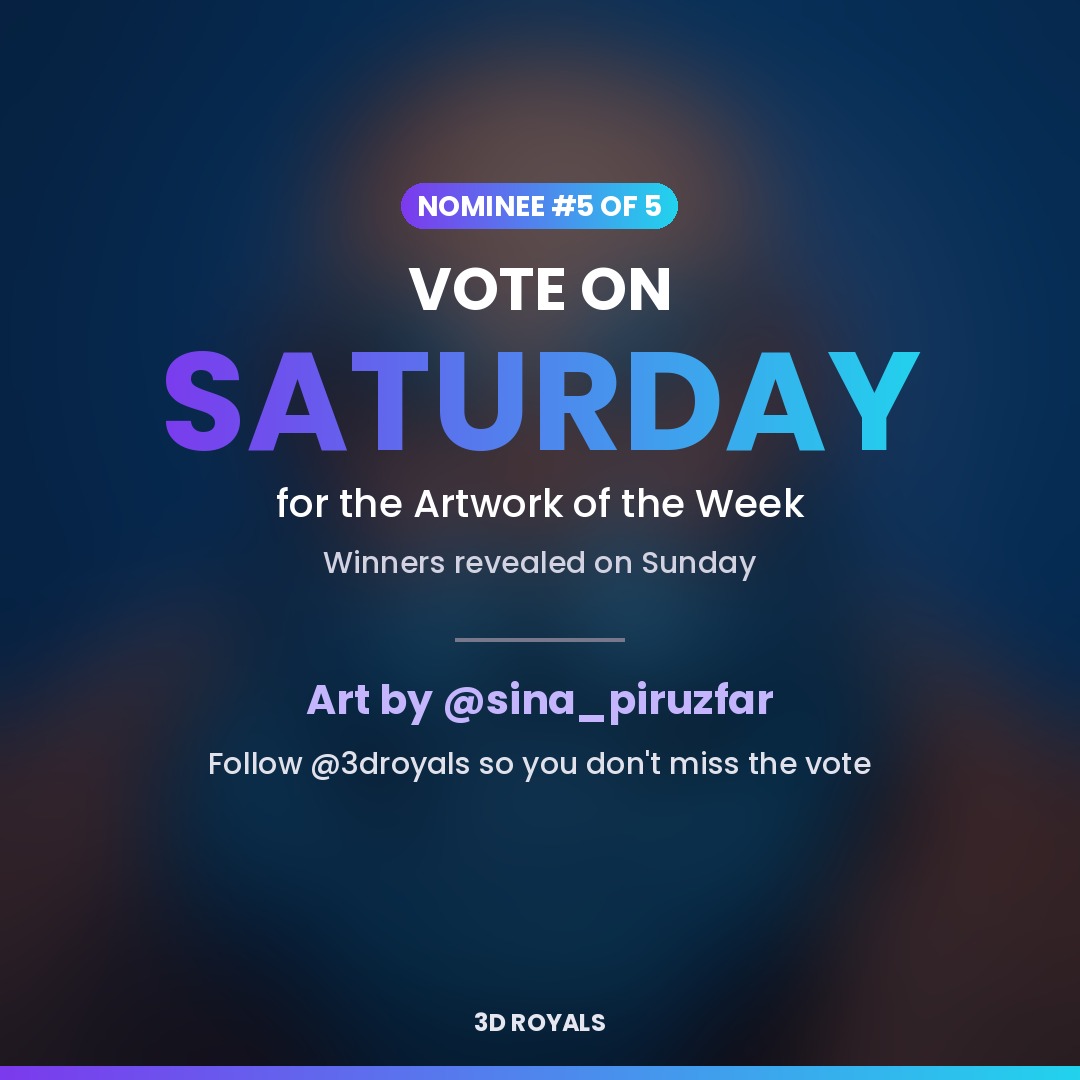 NOMINEE #5 OF 5
VOTE ON
SATURDAY
for the Artwork of the Week
Winners revealed on Sunday
Art by @sina_piruzfar
Follow @3droyals so you don't miss the vote
3D ROYALS